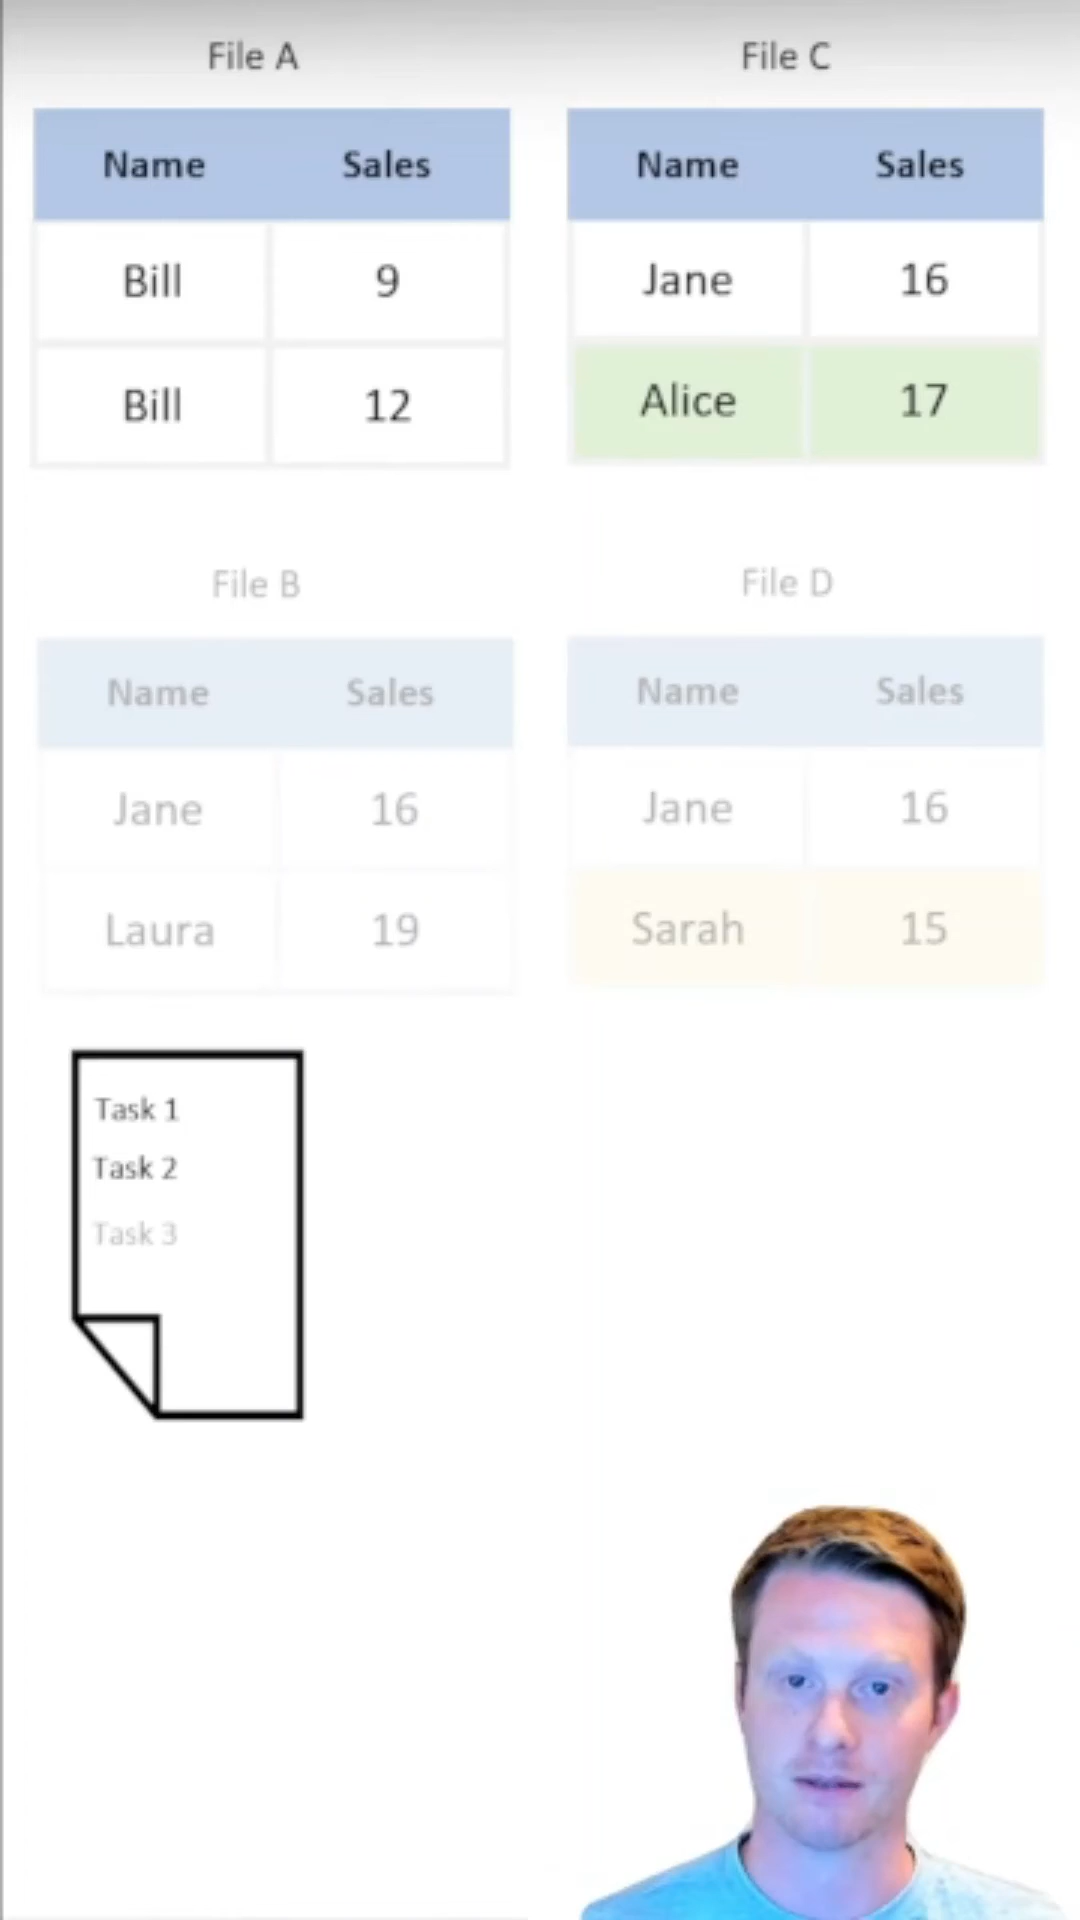 File A
Name Sales
Bill 9
Bill 12
File C
Name Sales
Jane 16
Alice 17
File B
Name Sales
Jane 16
Laura 19
File D
Name Sales
Jane 16
Sarah 15
Task 1
Task 2
Task 3